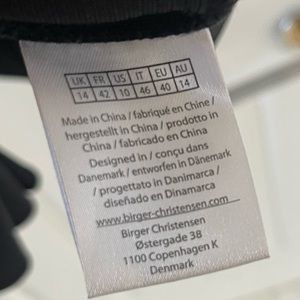 UK FR US IT EU AU
14 42 10 46 40 14
Made in China / fabriqué en Chine /
hergestellt in China / prodotto in
China / fabricado en China
Designed in / conçu dans
Danemark / entworfen in Dänemark
/ progettato in Danimarca /
diseñado en Dinamarca
www.birger-christensen.com
Birger Christensen
Østergade 38
1100 Copenhagen K
Denmark